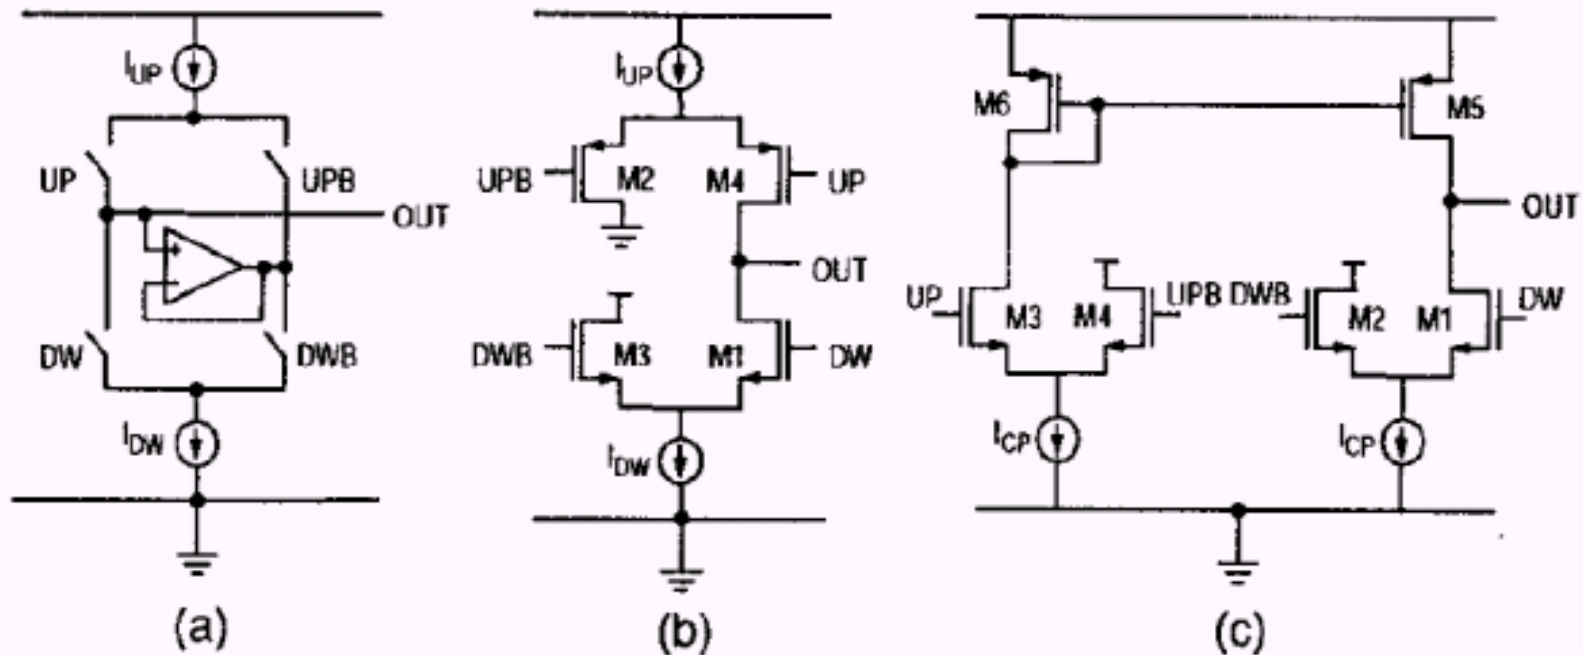 I_UP
UP
UPB
OUT
+
-
DW
DWB
I_DW
(a)
I_UP
UPB
M2
M4
UP
OUT
DWB
M3
M1
DW
I_DW
(b)
M6
M5
OUT
UP
M3
M4
UPB
DWB
M2
M1
DW
I_CP
I_CP
(c)